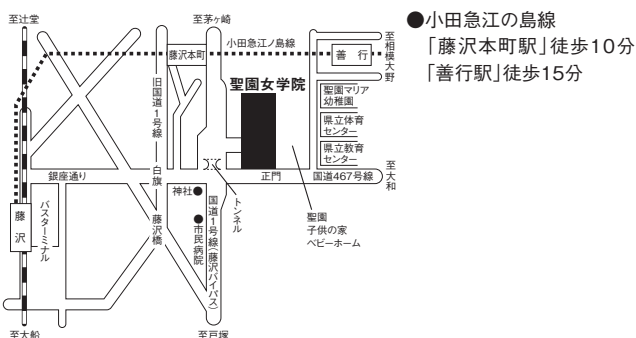 至辻堂
至茅ヶ崎
小田急江ノ島線
至相模大野
藤沢本町
善行
聖園女学院
旧国道1号線
聖園マリア
幼稚園
県立体育
センター
県立教育
センター
至大和
銀座通り
白旗
正門
国道467号線
神社
トンネル
藤沢
バスターミナル
藤沢橋
市民病院
国道1号線(藤沢バイパス)
聖園
子供の家
ベビーホーム
至大船
至戸塚
●小田急江の島線
「藤沢本町駅」徒歩10分
「善行駅」徒歩15分